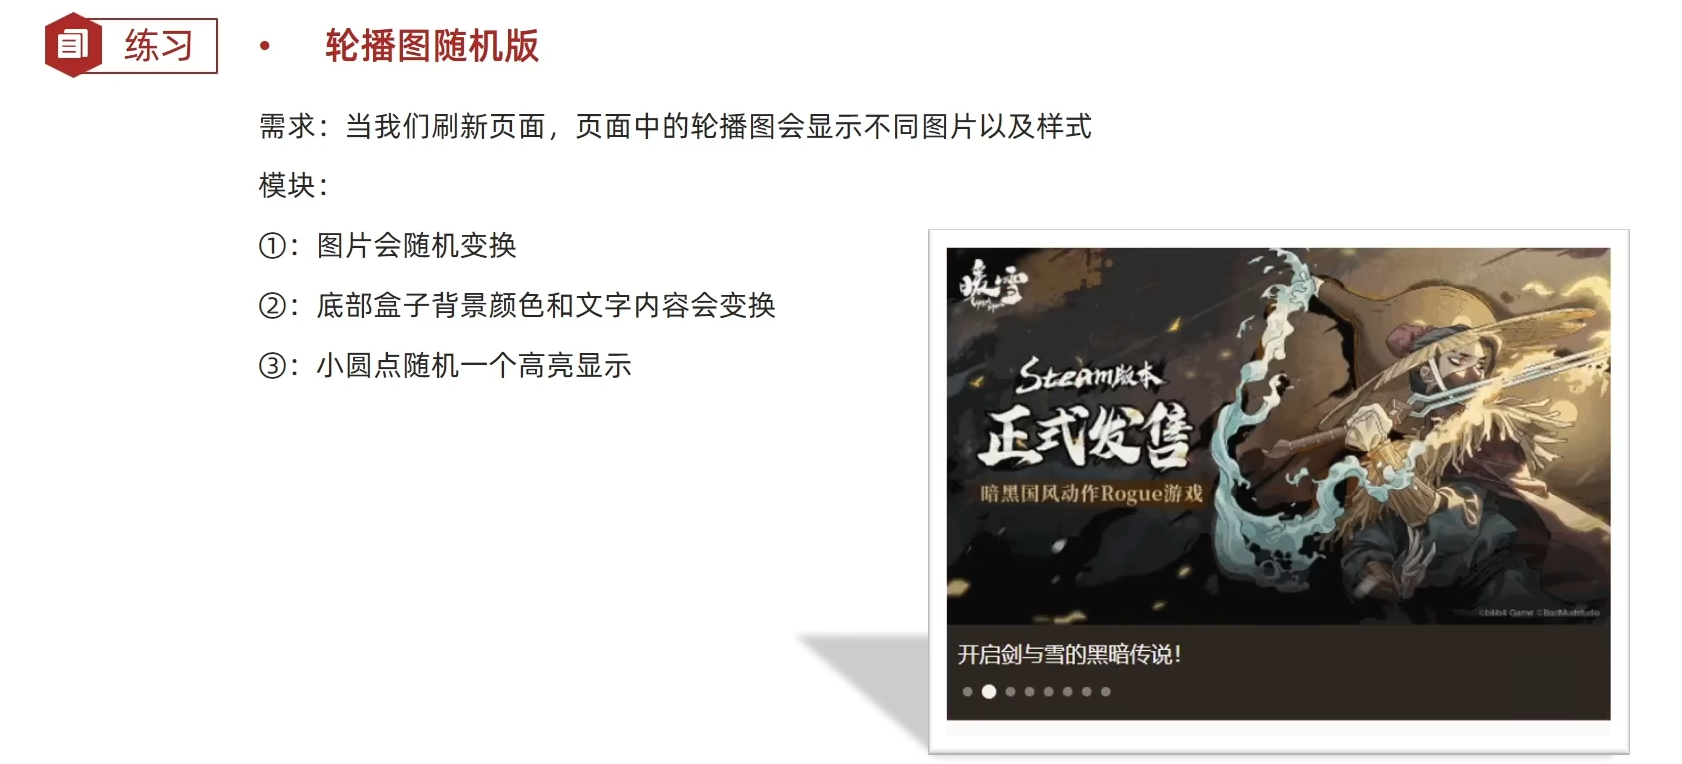 练习
• 轮播图随机版
需求：当我们刷新页面，页面中的轮播图会显示不同图片以及样式
模块：
①：图片会随机变换
②：底部盒子背景颜色和文字内容会变换
③：小圆点随机一个高亮显示
暖雪
Steam版本
正式发售
暗黑国风动作Rogue游戏
©bilibili Game ©BadMudstudio
开启剑与雪的黑暗传说！